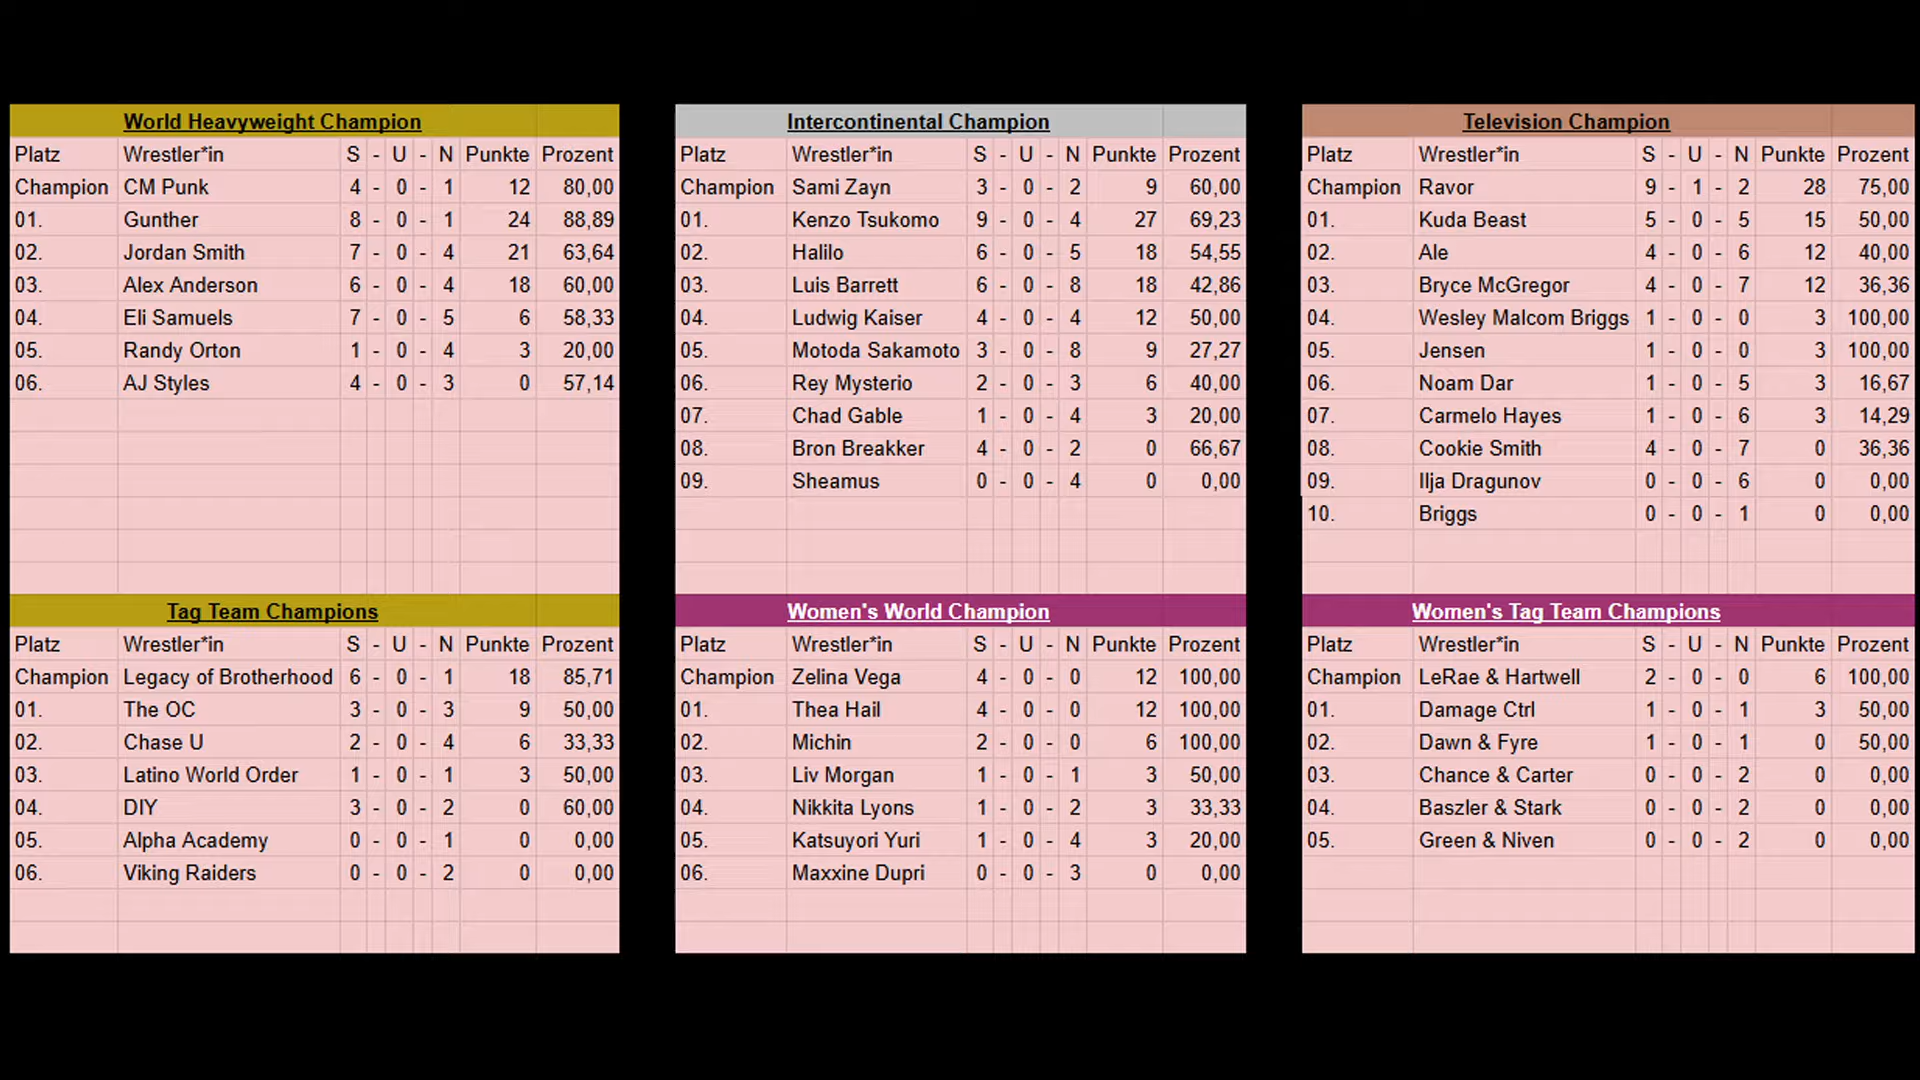 World Heavyweight Champion
Platz Wrestler*in S - U - N Punkte Prozent
Champion CM Punk 4 - 0 - 1 12 80,00
01. Gunther 8 - 0 - 1 24 88,89
02. Jordan Smith 7 - 0 - 4 21 63,64
03. Alex Anderson 6 - 0 - 4 18 60,00
04. Eli Samuels 7 - 0 - 5 6 58,33
05. Randy Orton 1 - 0 - 4 3 20,00
06. AJ Styles 4 - 0 - 3 0 57,14
Intercontinental Champion
Platz Wrestler*in S - U - N Punkte Prozent
Champion Sami Zayn 3 - 0 - 2 9 60,00
01. Kenzo Tsukomo 9 - 0 - 4 27 69,23
02. Halilo 6 - 0 - 5 18 54,55
03. Luis Barrett 6 - 0 - 8 18 42,86
04. Ludwig Kaiser 4 - 0 - 4 12 50,00
05. Motoda Sakamoto 3 - 0 - 8 9 27,27
06. Rey Mysterio 2 - 0 - 3 6 40,00
07. Chad Gable 1 - 0 - 4 3 20,00
08. Bron Breakker 4 - 0 - 2 0 66,67
09. Sheamus 0 - 0 - 4 0 0,00
Television Champion
Platz Wrestler*in S - U - N Punkte Prozent
Champion Ravor 9 - 1 - 2 28 75,00
01. Kuda Beast 5 - 0 - 5 15 50,00
02. Ale 4 - 0 - 6 12 40,00
03. Bryce McGregor 4 - 0 - 7 12 36,36
04. Wesley Malcom Briggs 1 - 0 - 0 3 100,00
05. Jensen 1 - 0 - 0 3 100,00
06. Noam Dar 1 - 0 - 5 3 16,67
07. Carmelo Hayes 1 - 0 - 6 3 14,29
08. Cookie Smith 4 - 0 - 7 0 36,36
09. Ilja Dragunov 0 - 0 - 6 0 0,00
10. Briggs 0 - 0 - 1 0 0,00
Tag Team Champions
Platz Wrestler*in S - U - N Punkte Prozent
Champion Legacy of Brotherhood 6 - 0 - 1 18 85,71
01. The OC 3 - 0 - 3 9 50,00
02. Chase U 2 - 0 - 4 6 33,33
03. Latino World Order 1 - 0 - 1 3 50,00
04. DIY 3 - 0 - 2 0 60,00
05. Alpha Academy 0 - 0 - 1 0 0,00
06. Viking Raiders 0 - 0 - 2 0 0,00
Women's World Champion
Platz Wrestler*in S - U - N Punkte Prozent
Champion Zelina Vega 4 - 0 - 0 12 100,00
01. Thea Hail 4 - 0 - 0 12 100,00
02. Michin 2 - 0 - 0 6 100,00
03. Liv Morgan 1 - 0 - 1 3 50,00
04. Nikkita Lyons 1 - 0 - 2 3 33,33
05. Katsuyori Yuri 1 - 0 - 4 3 20,00
06. Maxxine Dupri 0 - 0 - 3 0 0,00
Women's Tag Team Champions
Platz Wrestler*in S - U - N Punkte Prozent
Champion LeRae & Hartwell 2 - 0 - 0 6 100,00
01. Damage Ctrl 1 - 0 - 1 3 50,00
02. Dawn & Fyre 1 - 0 - 1 0 50,00
03. Chance & Carter 0 - 0 - 2 0 0,00
04. Baszler & Stark 0 - 0 - 2 0 0,00
05. Green & Niven 0 - 0 - 2 0 0,00